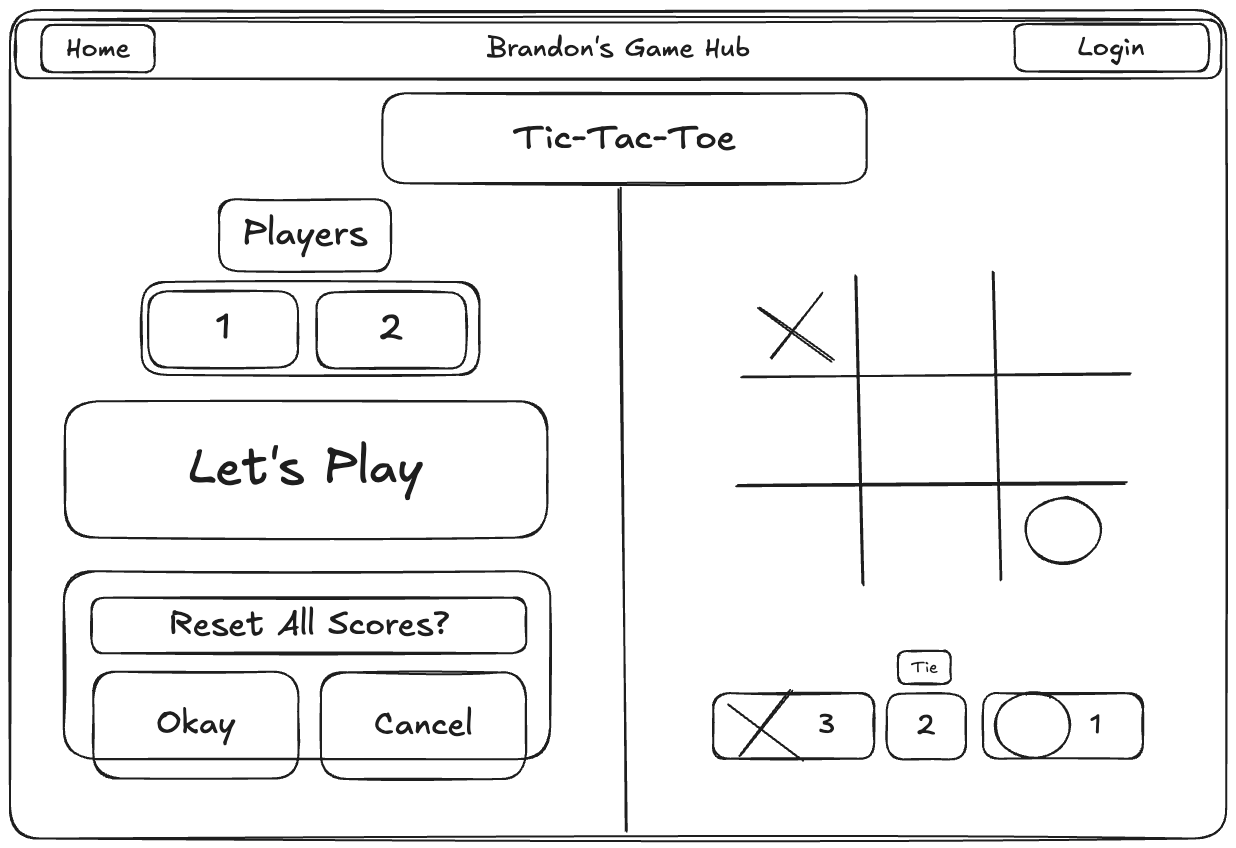 Home
Brandon's Game Hub
Login
Tic-Tac-Toe
Players
1
2
Let's Play
Reset All Scores?
Okay
Cancel
Tie
3
2
1